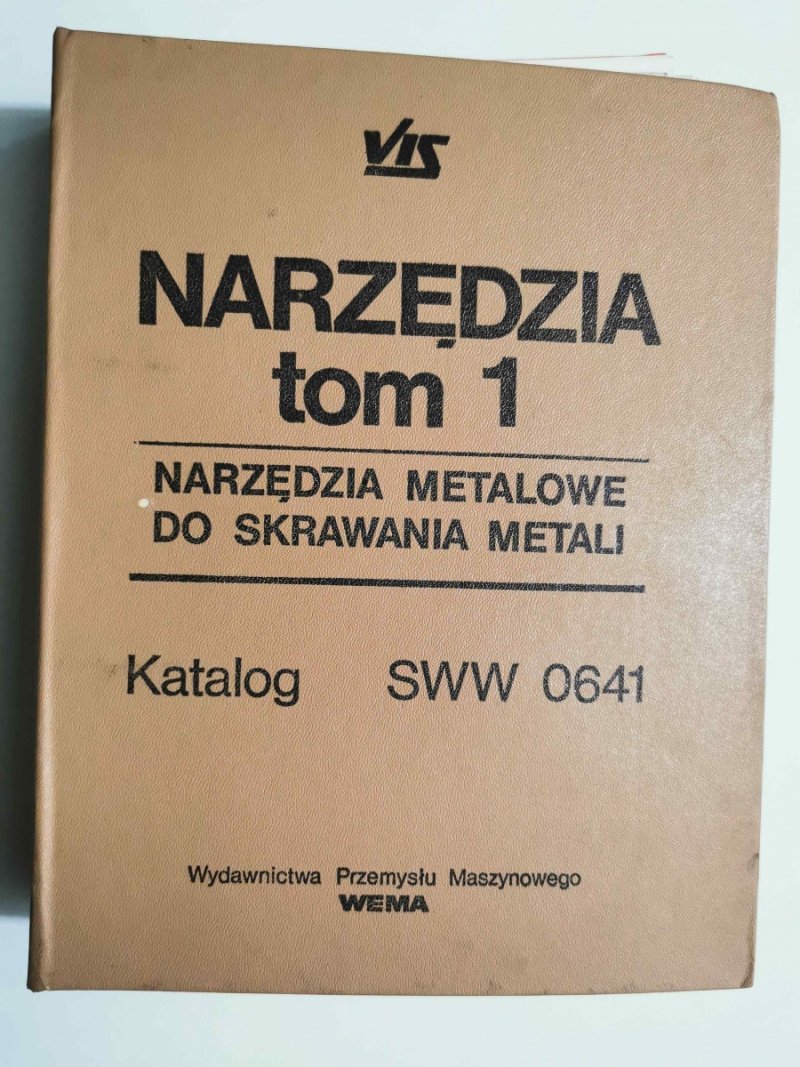 VIS
NARZĘDZIA
tom 1
NARZĘDZIA METALOWE
DO SKRAWANIA METALI
Katalog SWW 0641
Wydawnictwa Przemysłu Maszynowego
WEMA